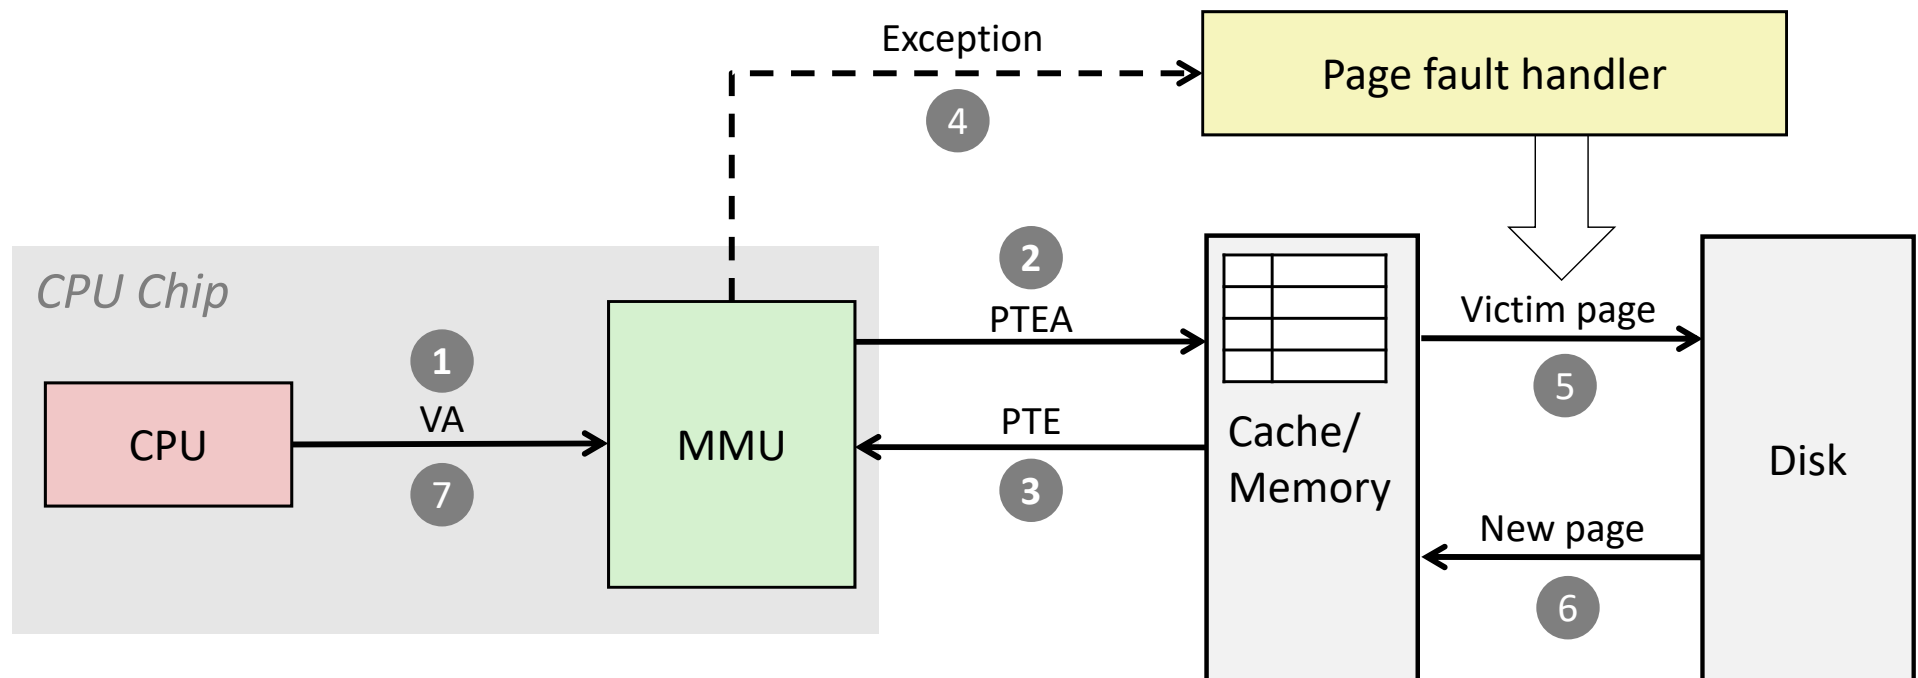 Exception
Page fault handler
4
CPU Chip
2
PTEA
Victim page
1
VA
5
CPU
MMU
PTE
Cache/
Memory
Disk
7
3
New page
6